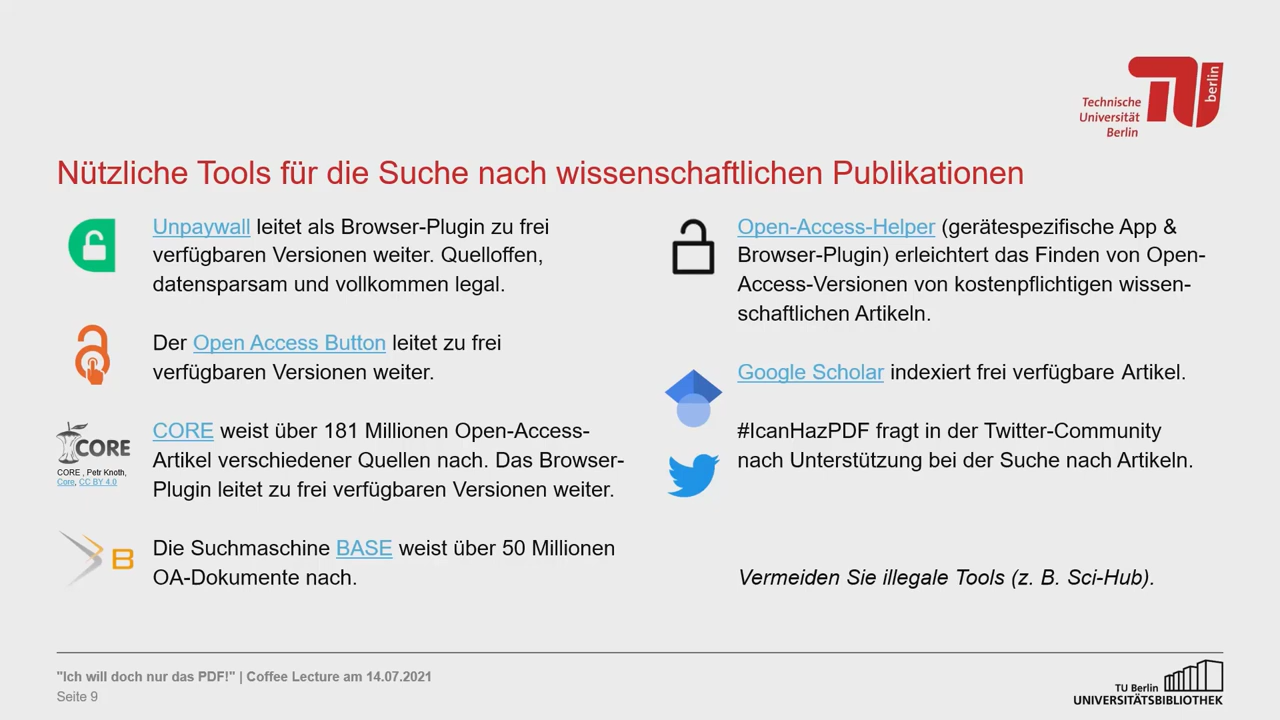 Technische
Universität
Berlin
berlin
Nützliche Tools für die Suche nach wissenschaftlichen Publikationen
Unpaywall leitet als Browser-Plugin zu frei
verfügbaren Versionen weiter. Quelloffen,
datensparsam und vollkommen legal.
Der Open Access Button leitet zu frei
verfügbaren Versionen weiter.
CORE
CORE , Petr Knoth,
Core, CC BY 4.0
CORE weist über 181 Millionen Open-Access-
Artikel verschiedener Quellen nach. Das Browser-
Plugin leitet zu frei verfügbaren Versionen weiter.
B
Die Suchmaschine BASE weist über 50 Millionen
OA-Dokumente nach.
Open-Access-Helper (gerätespezifische App &
Browser-Plugin) erleichtert das Finden von Open-
Access-Versionen von kostenpflichtigen wissen-
schaftlichen Artikeln.
Google Scholar indexiert frei verfügbare Artikel.
#IcanHazPDF fragt in der Twitter-Community
nach Unterstützung bei der Suche nach Artikeln.
Vermeiden Sie illegale Tools (z. B. Sci-Hub).
"Ich will doch nur das PDF!" | Coffee Lecture am 14.07.2021
Seite 9
TU Berlin
UNIVERSITÄTSBIBLIOTHEK